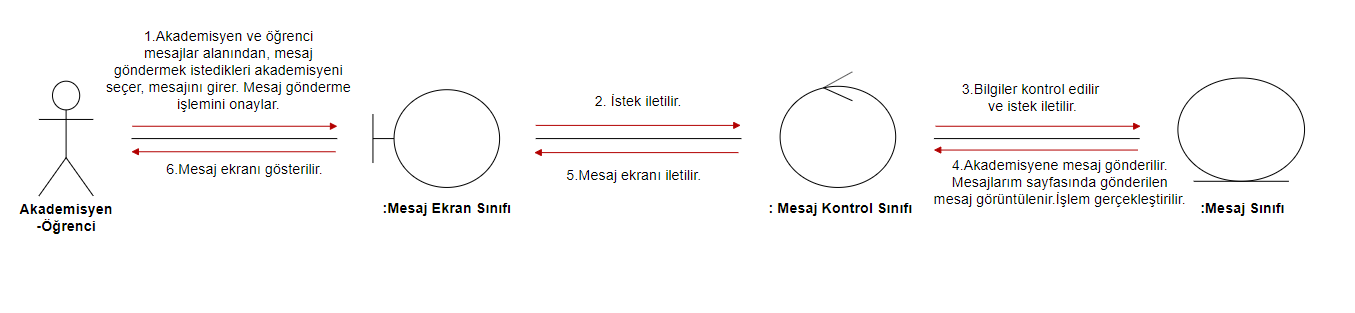 1.Akademisyen ve öğrenci
mesajlar alanından, mesaj
göndermek istedikleri akademisyeni
seçer, mesajını girer. Mesaj gönderme
işlemini onaylar.
6.Mesaj ekranı gösterilir.
Akademisyen
-Öğrenci
:Mesaj Ekran Sınıfı
2. İstek iletilir.
5.Mesaj ekranı iletilir.
: Mesaj Kontrol Sınıfı
3.Bilgiler kontrol edilir
ve istek iletilir.
4.Akademisyene mesaj gönderilir.
Mesajlarım sayfasında gönderilen
mesaj görüntülenir.İşlem gerçekleştirilir.
:Mesaj Sınıfı